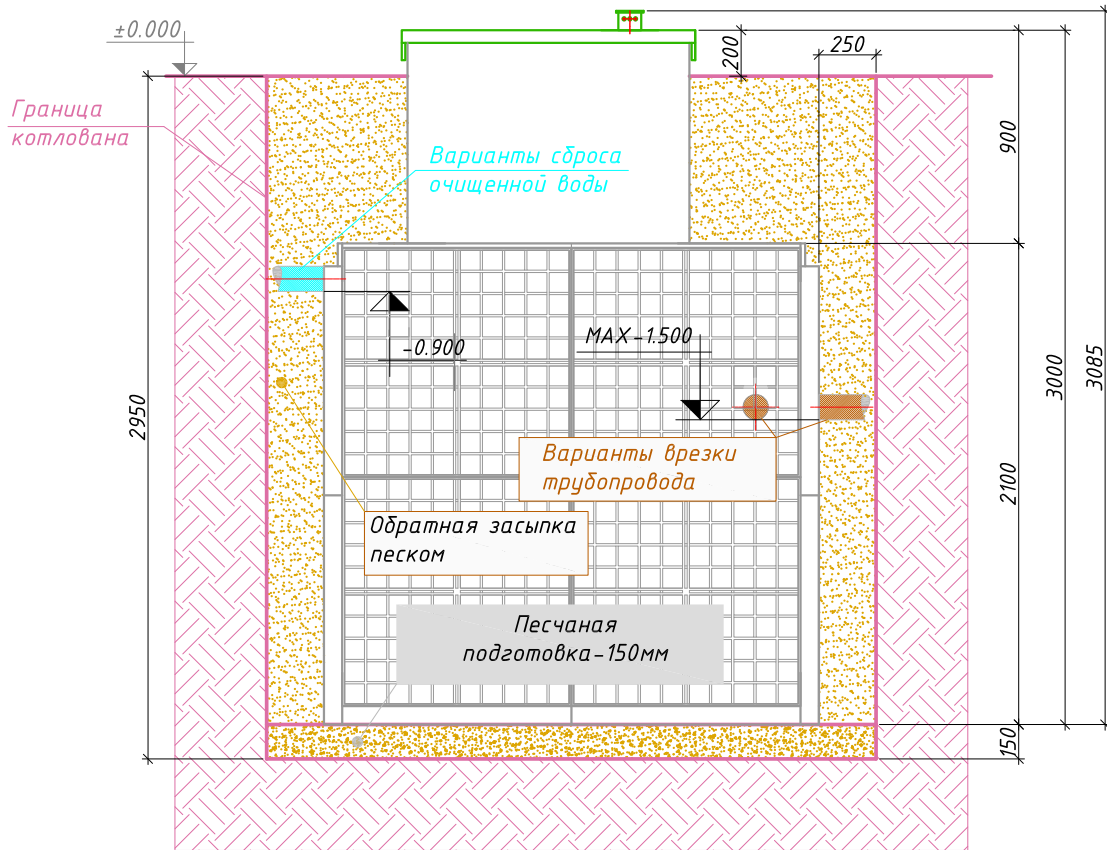 ±0.000
200
250
Граница
котлована
Варианты сброса
очищенной воды
900
-0.900
MAX-1.500
3000
3085
2950
Варианты врезки
трубопровода
2100
Обратная засыпка
песком
Песчаная
подготовка-150мм
150